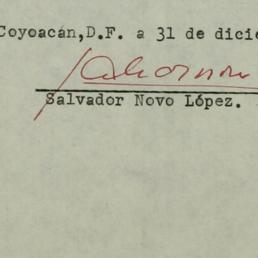 Coyoacán,D.F. a 31 de dicie
Salvador Novo López.